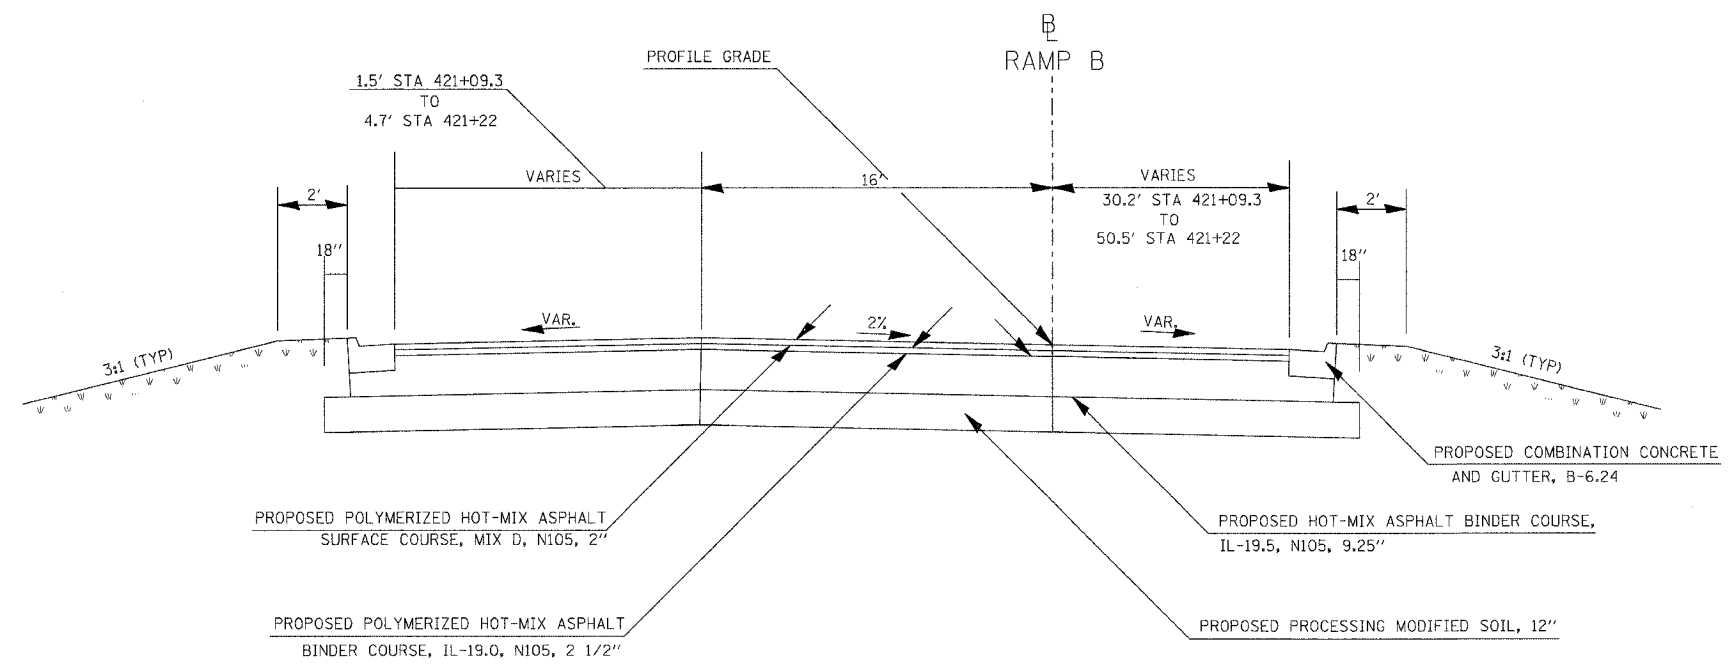 B
RAMP B
PROFILE GRADE
1.5' STA 421+09.3
TO
4.7' STA 421+22
VARIES
16'
VARIES
30.2' STA 421+09.3
TO
50.5' STA 421+22
2'
2'
18"
18"
VAR.
2%
VAR.
3:1 (TYP)
3:1 (TYP)
PROPOSED COMBINATION CONCRETE
AND GUTTER, B-6.24
PROPOSED POLYMERIZED HOT-MIX ASPHALT
SURFACE COURSE, MIX D, N105, 2"
PROPOSED HOT-MIX ASPHALT BINDER COURSE,
IL-19.5, N105, 9.25"
PROPOSED POLYMERIZED HOT-MIX ASPHALT
BINDER COURSE, IL-19.0, N105, 2 1/2"
PROPOSED PROCESSING MODIFIED SOIL, 12"